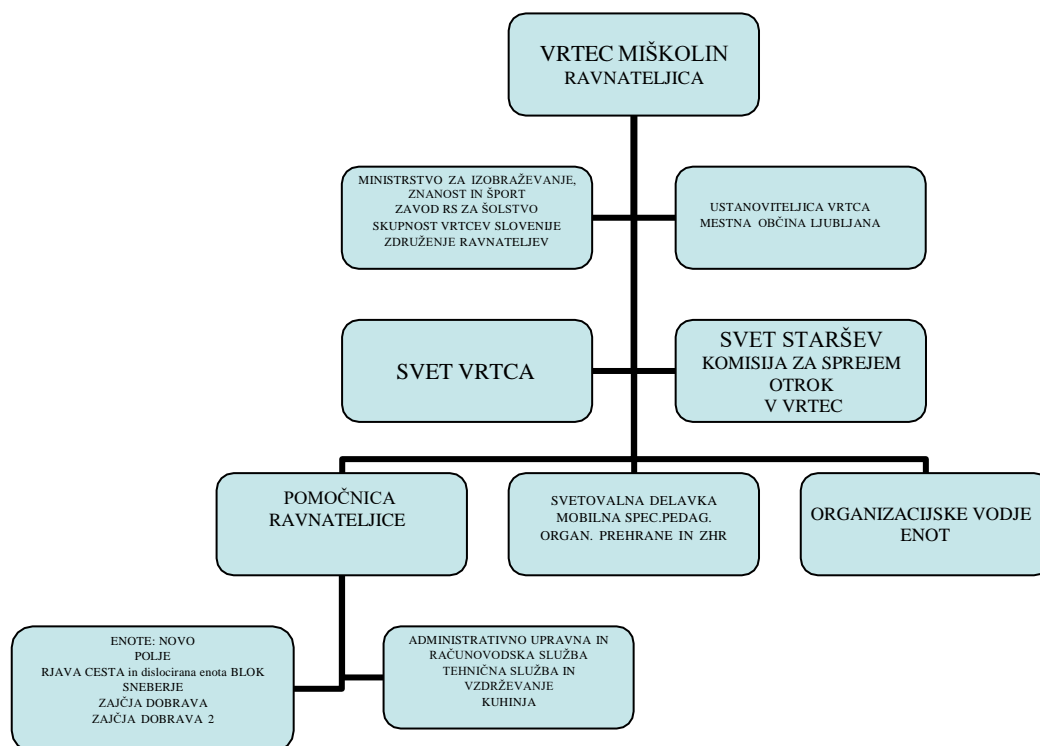 VRTEC MIŠKOLIN
RAVNATELJICA
MINISTRSTVO ZA IZOBRAŽEVANJE,
ZNANOST IN ŠPORT
ZAVOD RS ZA ŠOLSTVO
SKUPNOST VRTCEV SLOVENIJE
ZDRUŽENJE RAVNATELJEV
USTANOVITELJICA VRTCA
MESTNA OBČINA LJUBLJANA
SVET VRTCA
SVET STARŠEV
KOMISIJA ZA SPREJEM
OTROK
V VRTEC
POMOČNICA
RAVNATELJICE
SVETOVALNA DELAVKA
MOBILNA SPEC.PEDAG.
ORGAN. PREHRANE IN ZHR
ORGANIZACIJSKE VODJE
ENOT
ENOTE: NOVO
POLJE
RJAVA CESTA in dislocirana enota BLOK
SNEBERJE
ZAJČJA DOBRAVA
ZAJČJA DOBRAVA 2
ADMINISTRATIVNO UPRAVNA IN
RAČUNOVODSKA SLUŽBA
TEHNIČNA SLUŽBA IN
VZDRŽEVANJE
KUHINJA